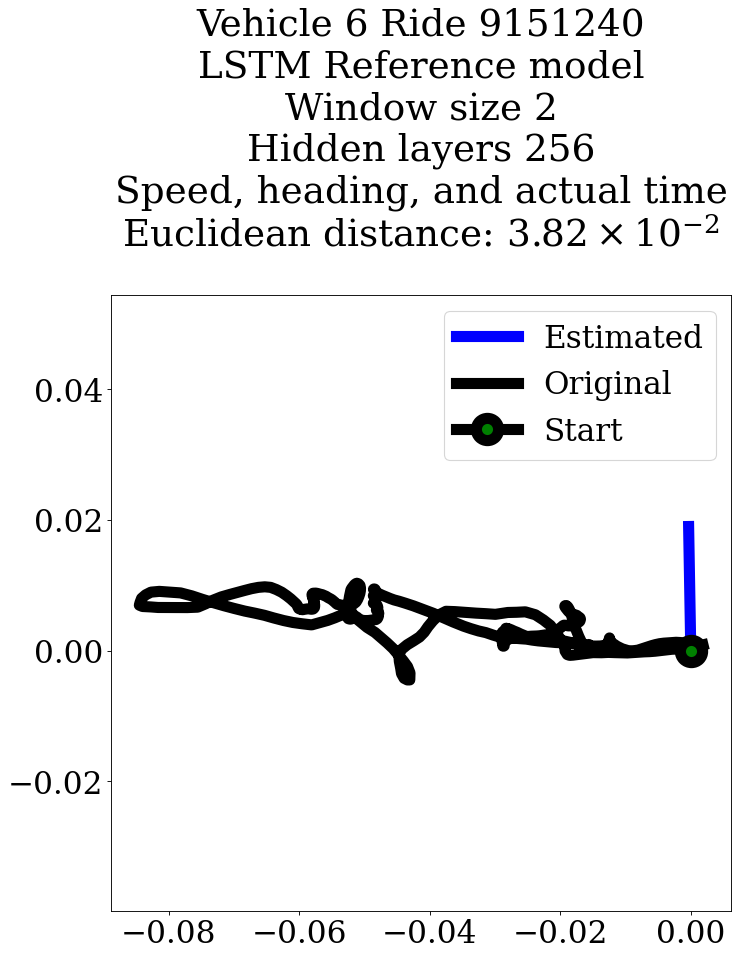 Vehicle 6 Ride 9151240
LSTM Reference model
Window size 2
Hidden layers 256
Speed, heading, and actual time
Euclidean distance: 3.82 × 10⁻²
Estimated
Original
Start
0.04
0.02
0.00
−0.02
−0.08 −0.06 −0.04 −0.02 0.00